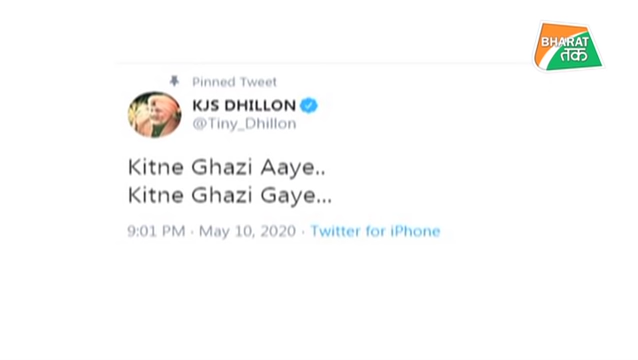 BHARAT
तक
Pinned Tweet
KJS DHILLON
@Tiny_Dhillon
Kitne Ghazi Aaye..
Kitne Ghazi Gaye...
9:01 PM · May 10, 2020 · Twitter for iPhone